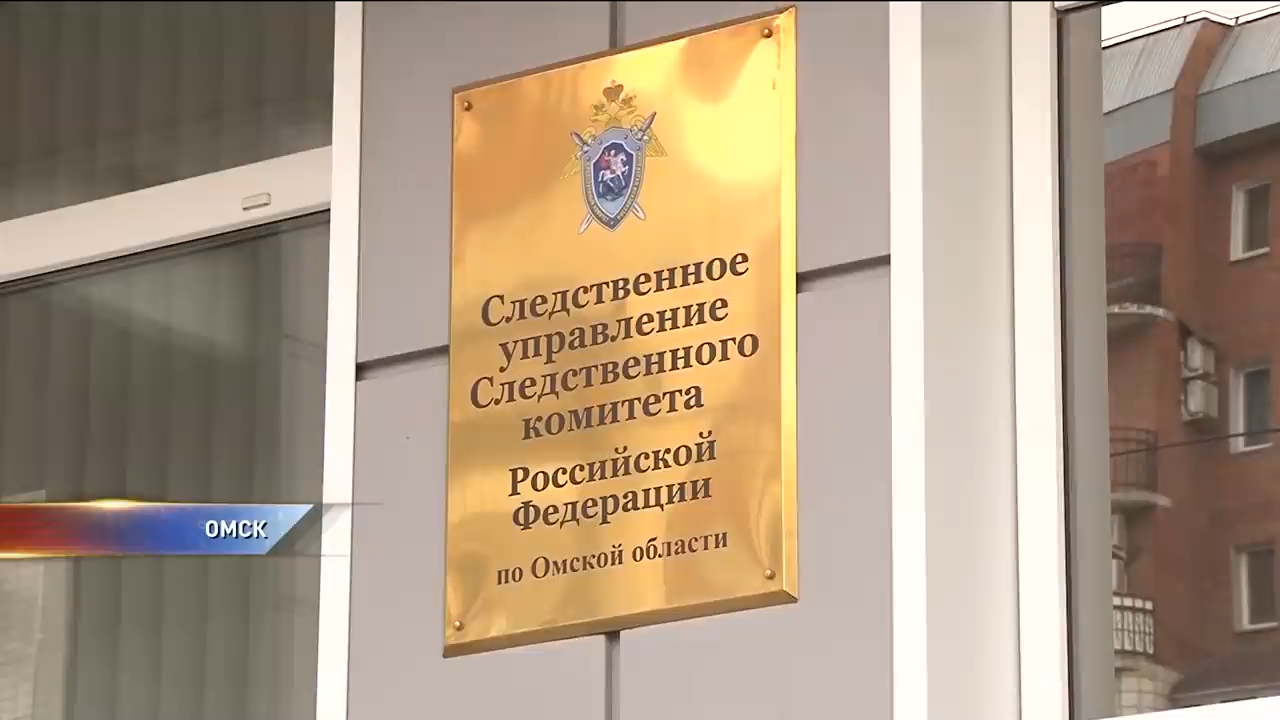 Следственное
управление
Следственного
комитета
Российской
Федерации
по Омской области
ОМСК